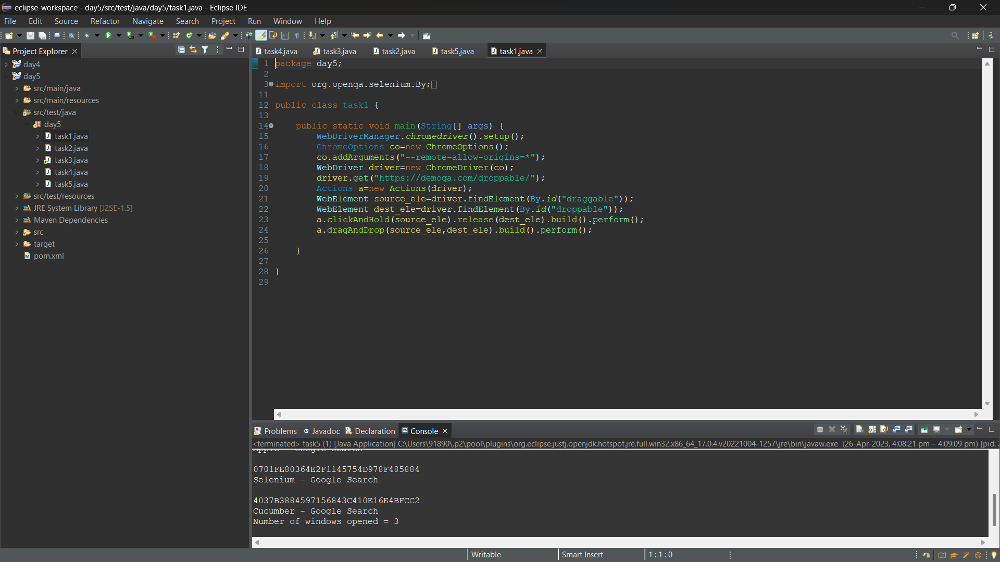 eclipse-workspace - day5/src/test/java/day5/task1.java - Eclipse IDE
File Edit Source Refactor Navigate Search Project Run Window Help
Project Explorer
task4.java task3.java task2.java task5.java task1.java
day4
day5
src/main/java
src/main/resources
src/test/java
day5
task1.java
task2.java
task3.java
task4.java
task5.java
src/test/resources
JRE System Library [J2SE-1.5]
Maven Dependencies
src
target
pom.xml
1 package day5;
2
3 import org.openqa.selenium.By;
11
12 public class task1 {
13
14 public static void main(String[] args) {
15 WebDriverManager.chromedriver().setup();
16 ChromeOptions co=new ChromeOptions();
17 co.addArguments("--remote-allow-origins=*");
18 WebDriver driver=new ChromeDriver(co);
19 driver.get("https://demoqa.com/droppable/");
20 Actions a=new Actions(driver);
21 WebElement source_ele=driver.findElement(By.id("draggable"));
22 WebElement dest_ele=driver.findElement(By.id("droppable"));
23 a.clickAndHold(source_ele).release(dest_ele).build().perform();
24 a.dragAndDrop(source_ele,dest_ele).build().perform();
25
26 }
27
28 }
29
Problems Javadoc Declaration Console
<terminated> task5 (1) [Java Application] C:\Users\91890\.p2\pool\plugins\org.eclipse.justj.openjdk.hotspot.jre.full.win32.x86_64_17.0.4.v20221004-1257\jre\bin\javaw.exe (26-Apr-2023, 4:08:21 pm – 4:09:09 pm) [pid:
Apple - Google Search
0701FE80364E2F1145754D978F485884
Selenium - Google Search
4037B3884597156843C410E16E4BFCC2
Cucumber - Google Search
Number of windows opened = 3
Writable Smart Insert 1 : 1 : 0